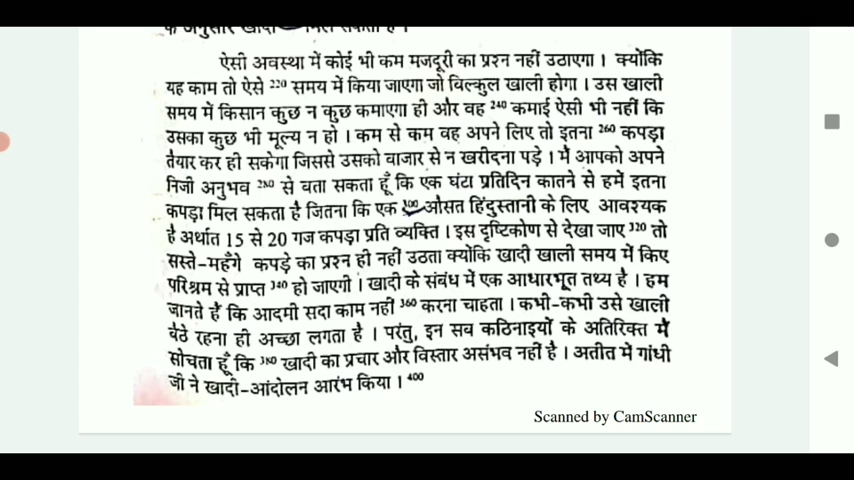 के अनुसार खादी मिल सकती है ।
ऐसी अवस्था में कोई भी कम मजदूरी का प्रश्न नहीं उठाएगा । क्योंकि
यह काम तो ऐसे 220 समय में किया जाएगा जो बिल्कुल खाली होगा । उस खाली
समय में किसान कुछ न कुछ कमाएगा ही और वह 240 कमाई ऐसी भी नहीं कि
उसका कुछ भी मूल्य न हो । कम से कम वह अपने लिए तो इतना 260 कपड़ा
तैयार कर ही सकेगा जिससे उसको बाजार से न खरीदना पड़े । मैं आपको अपने
निजी अनुभव 280 से बता सकता हूँ कि एक घंटा प्रतिदिन कातने से हमें इतना
कपड़ा मिल सकता है जितना कि एक 300 औसत हिंदुस्तानी के लिए आवश्यक
है अर्थात 15 से 20 गज कपड़ा प्रति व्यक्ति । इस दृष्टिकोण से देखा जाए 320 तो
सस्ते-महँगे कपड़े का प्रश्न ही नहीं उठता क्योंकि खादी खाली समय में किए
परिश्रम से प्राप्त 340 हो जाएगी । खादी के संबंध में एक आधारभूत तथ्य है । हम
जानते हैं कि आदमी सदा काम नहीं 360 करना चाहता । कभी-कभी उसे खाली
बैठे रहना ही अच्छा लगता है । परंतु, इन सब कठिनाइयों के अतिरिक्त मैं
सोचता हूँ कि 380 खादी का प्रचार और विस्तार असंभव नहीं है । अतीत में गांधी
जी ने खादी-आंदोलन आरंभ किया । 400
Scanned by CamScanner